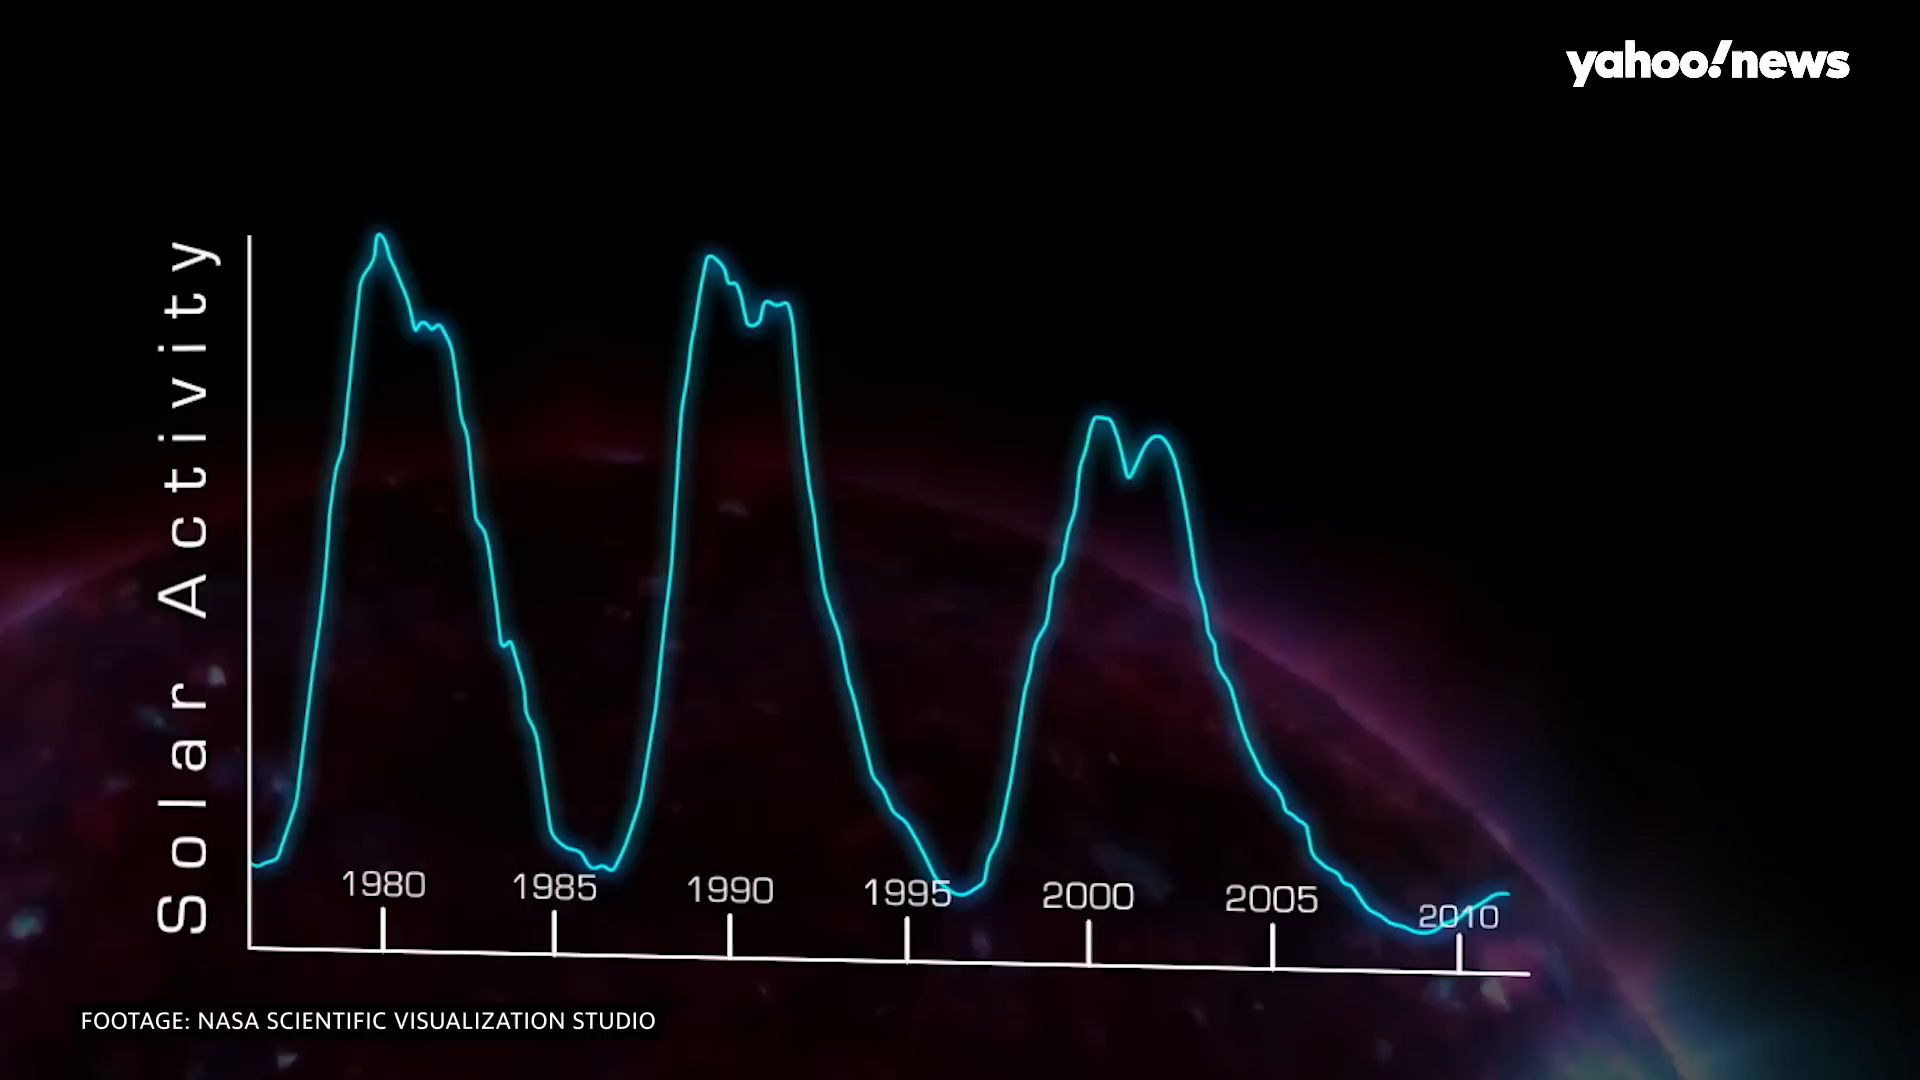 yahoo!news
Solar Activity
1980
1985
1990
1995
2000
2005
2010
FOOTAGE: NASA SCIENTIFIC VISUALIZATION STUDIO